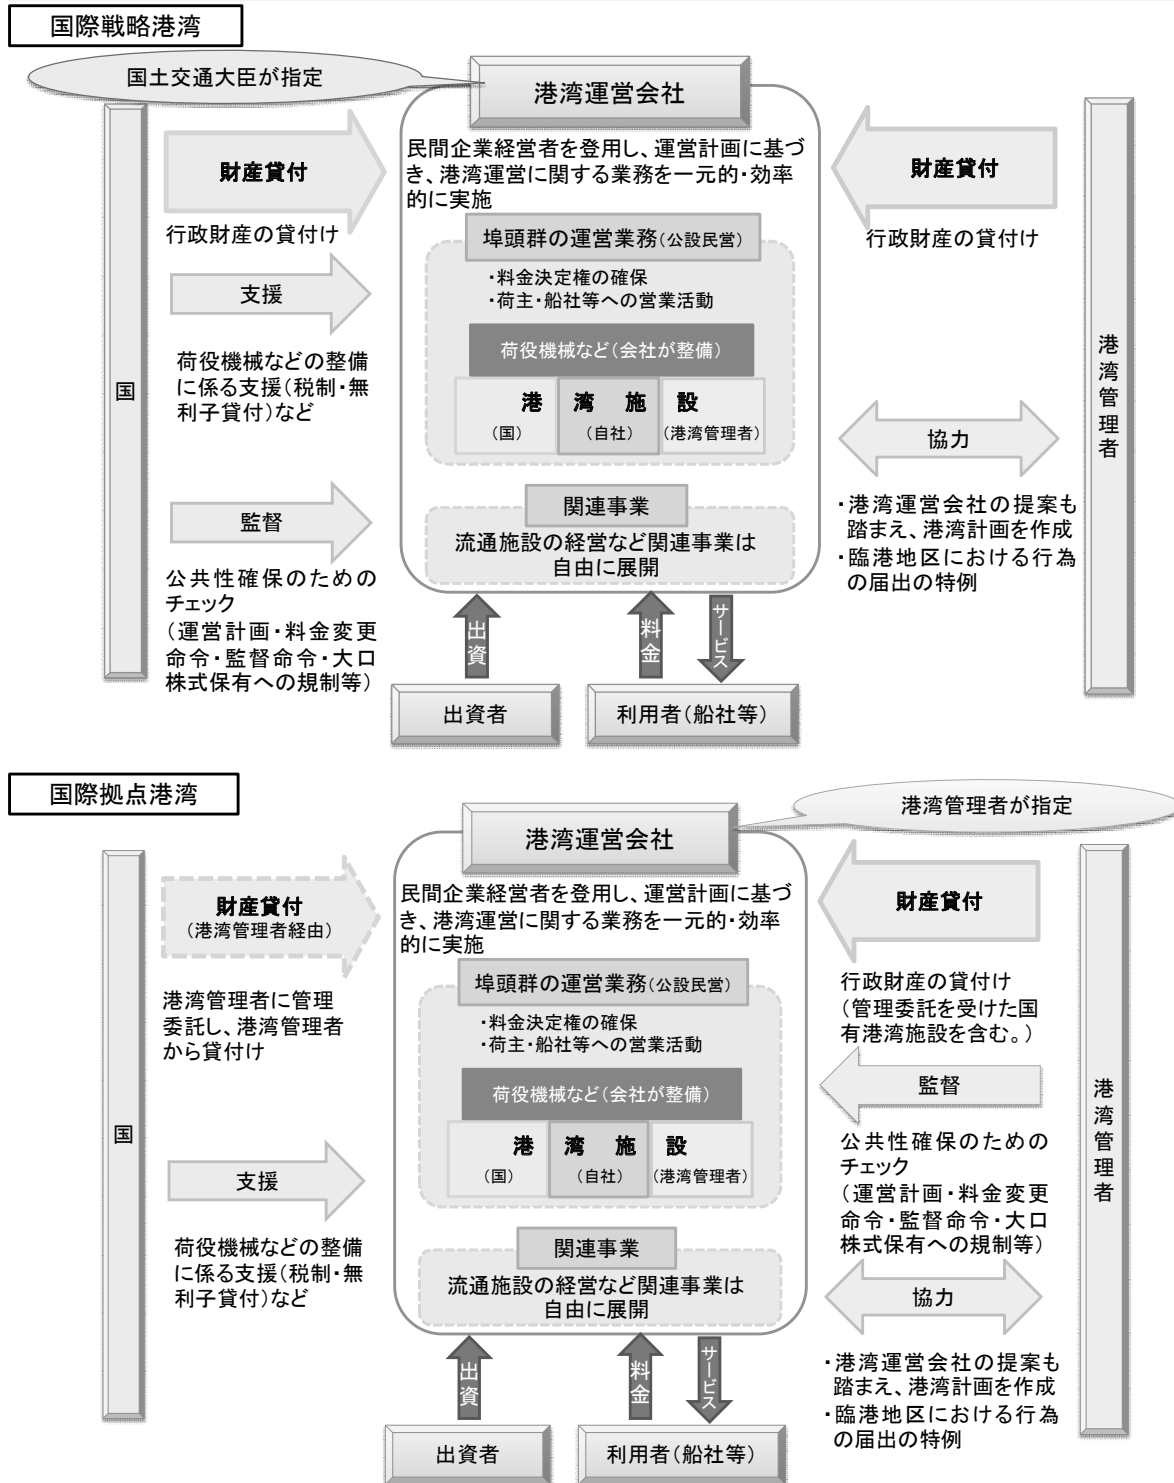 国際戦略港湾
国土交通大臣が指定
港湾運営会社
民間企業経営者を登用し、運営計画に基づ
き、港湾運営に関する業務を一元的・効率
的に実施
国
財産貸付
行政財産の貸付け
支援
荷役機械などの整備
に係る支援(税制・無
利子貸付)など
監督
公共性確保のための
チェック
(運営計画・料金変更
命令・監督命令・大口
株式保有への規制等)
埠頭群の運営業務(公設民営)
・料金決定権の確保
・荷主・船社等への営業活動
荷役機械など(会社が整備)
港湾施設
(国) (自社) (港湾管理者)
関連事業
流通施設の経営など関連事業は
自由に展開
財産貸付
行政財産の貸付け
協力
・港湾運営会社の提案も
踏まえ、港湾計画を作成
・臨港地区における行為
の届出の特例
港湾管理者
出資
料金
サービス
出資者
利用者(船社等)
国際拠点港湾
港湾管理者が指定
港湾運営会社
民間企業経営者を登用し、運営計画に基づ
き、港湾運営に関する業務を一元的・効率
的に実施
国
財産貸付
(港湾管理者経由)
港湾管理者に管理
委託し、港湾管理者
から貸付け
支援
荷役機械などの整備
に係る支援(税制・無
利子貸付)など
埠頭群の運営業務(公設民営)
・料金決定権の確保
・荷主・船社等への営業活動
荷役機械など(会社が整備)
港湾施設
(国) (自社) (港湾管理者)
関連事業
流通施設の経営など関連事業は
自由に展開
財産貸付
行政財産の貸付け
(管理委託を受けた国
有港湾施設を含む。)
監督
公共性確保のための
チェック
(運営計画・料金変更
命令・監督命令・大口
株式保有への規制等)
協力
・港湾運営会社の提案も
踏まえ、港湾計画を作成
・臨港地区における行為
の届出の特例
港湾管理者
出資
料金
サービス
出資者
利用者(船社等)